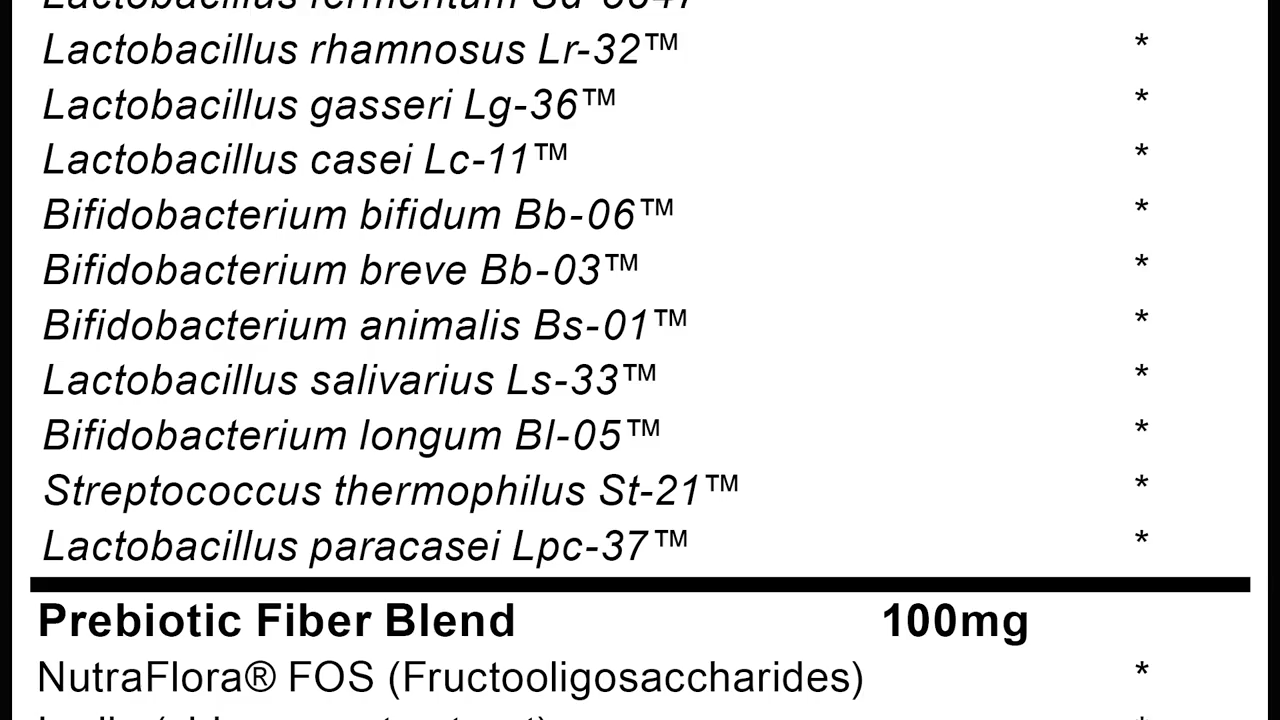 Lactobacillus fermentum
Lactobacillus rhamnosus Lr-32™ *
Lactobacillus gasseri Lg-36™ *
Lactobacillus casei Lc-11™ *
Bifidobacterium bifidum Bb-06™ *
Bifidobacterium breve Bb-03™ *
Bifidobacterium animalis Bs-01™ *
Lactobacillus salivarius Ls-33™ *
Bifidobacterium longum Bl-05™ *
Streptococcus thermophilus St-21™ *
Lactobacillus paracasei Lpc-37™ *
Prebiotic Fiber Blend 100mg
NutraFlora® FOS (Fructooligosaccharides) *